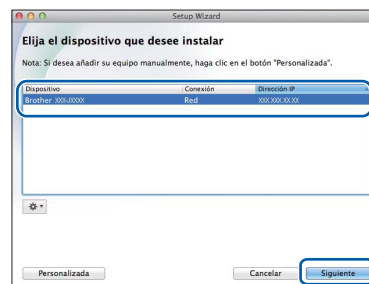 Setup Wizard
Elija el dispositivo que desee instalar
Nota: Si desea añadir su equipo manualmente, haga clic en el botón "Personalizada".
Dispositivo Conexión Dirección IP
Brother XXX-XXXXX Red XXX.XXX.XX.XX
Personalizada Cancelar Siguiente